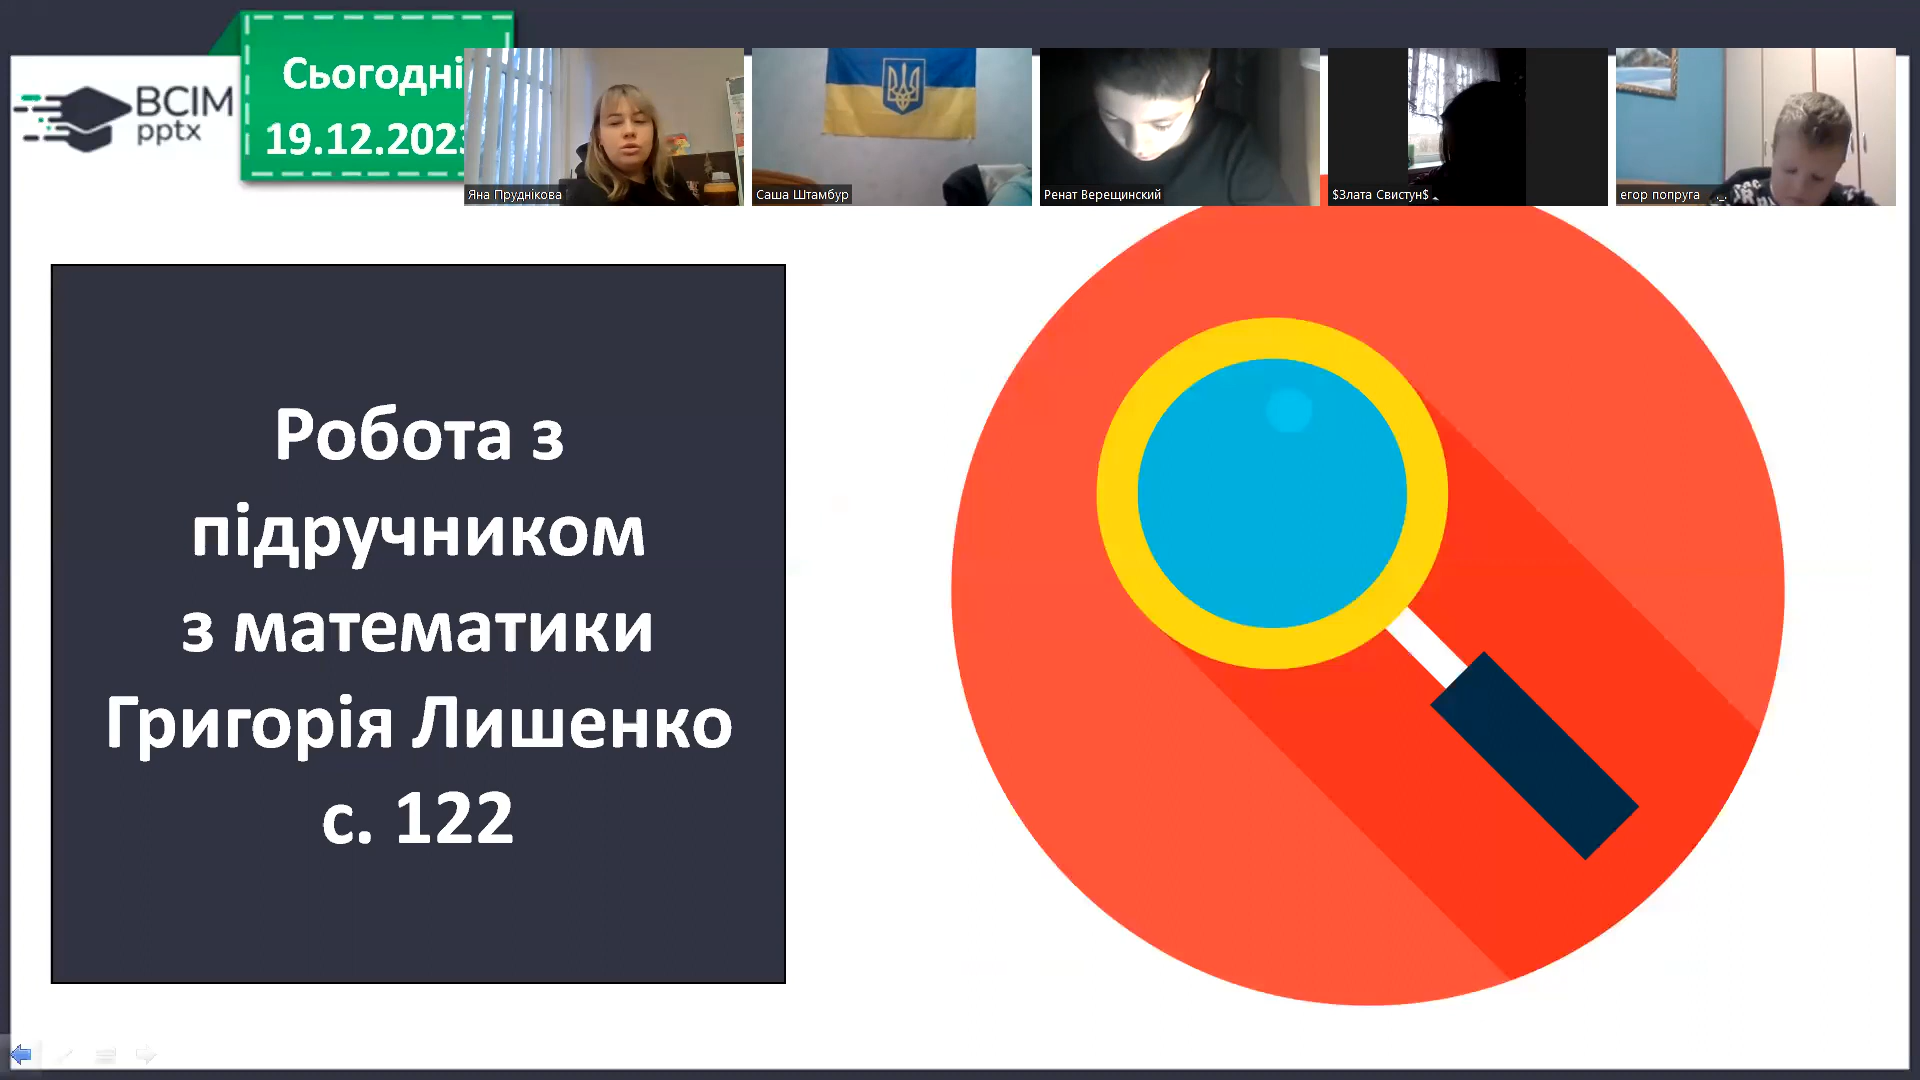 ВСІМ
pptx
Сьогодні
19.12.202
Яна Пруднікова
Саша Штамбур
Ренат Верещинский
$Злата Свистун$
егор попруга
Робота з
підручником
з математики
Григорія Лишенко
с. 122